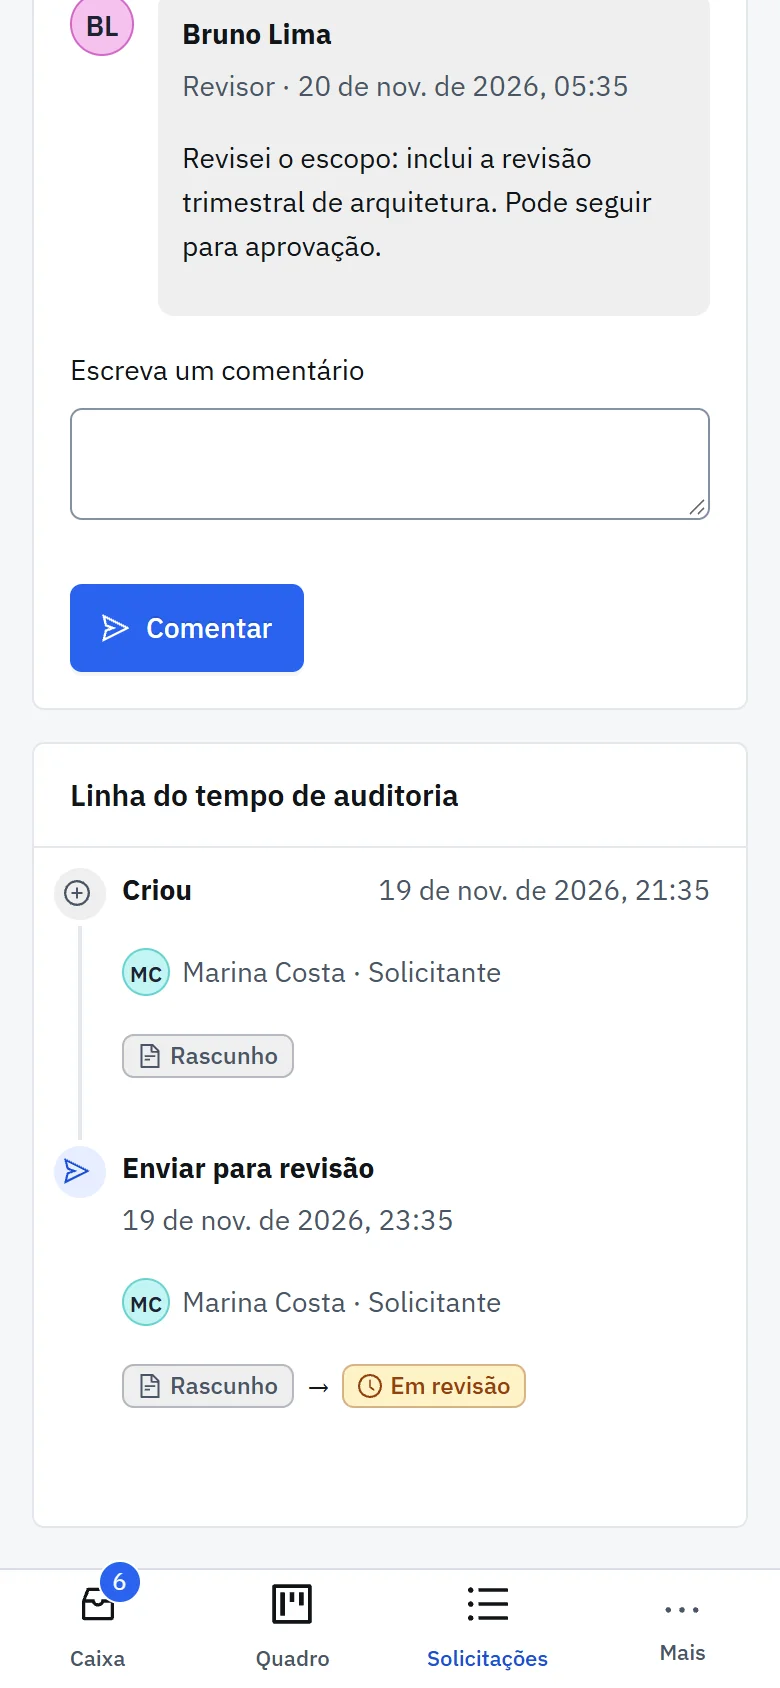 BL
Bruno Lima
Revisor · 20 de nov. de 2026, 05:35
Revisei o escopo: inclui a revisão
trimestral de arquitetura. Pode seguir
para aprovação.
Escreva um comentário
Comentar
Linha do tempo de auditoria
Criou 19 de nov. de 2026, 21:35
MC Marina Costa · Solicitante
Rascunho
Enviar para revisão
19 de nov. de 2026, 23:35
MC Marina Costa · Solicitante
Rascunho → Em revisão
6
Caixa Quadro Solicitações Mais